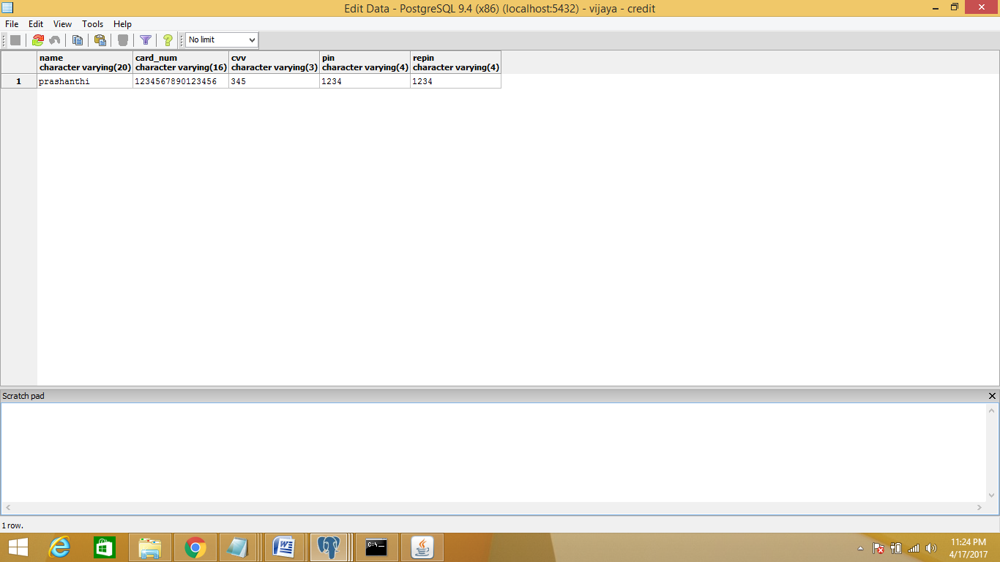 Edit Data - PostgreSQL 9.4 (x86) (localhost:5432) - vijaya - credit
File Edit View Tools Help
No limit
name card_num cvv pin repin
character varying(20) character varying(16) character varying(3) character varying(4) character varying(4)
1 prashanthi 1234567890123456 345 1234 1234
Scratch pad
1 row.
C:\_
11:24 PM
4/17/2017